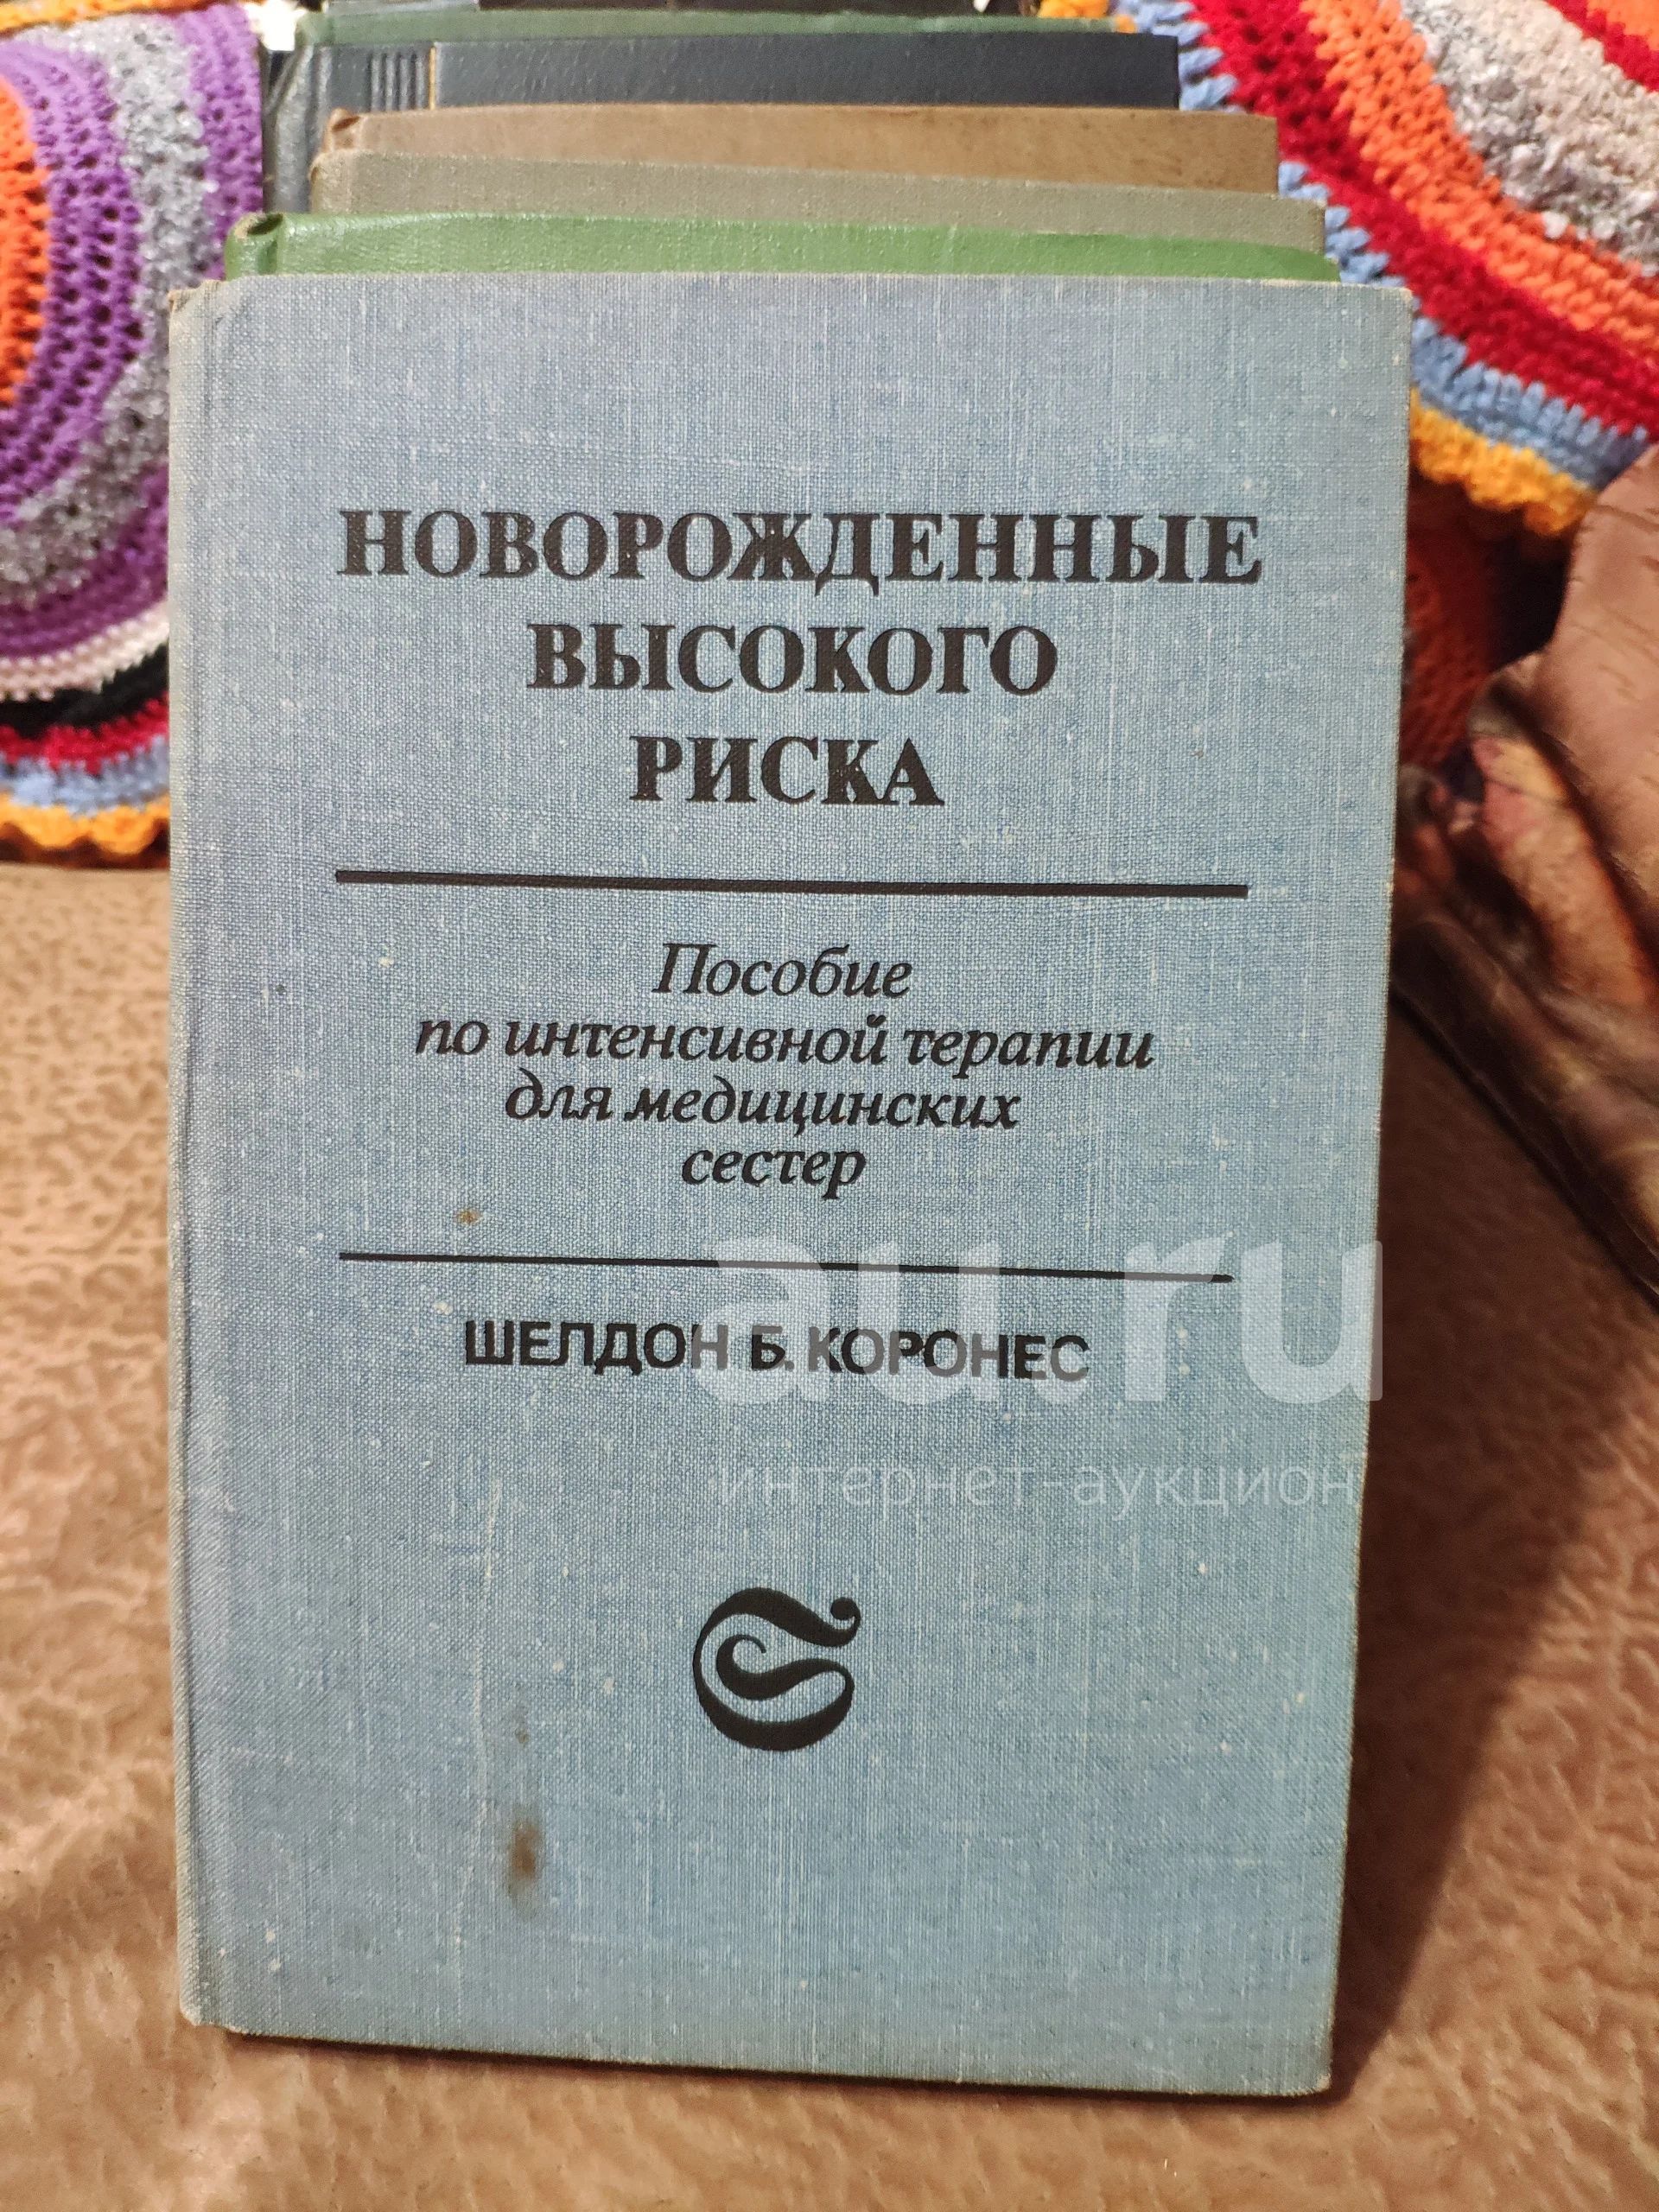 НОВОРОЖДЕННЫЕ
ВЫСОКОГО
РИСКА
Пособие
по интенсивной терапии
для медицинских
сестер
ШЕЛДОН Б. КОРОНЕС
au.ru
интернет-аукцион